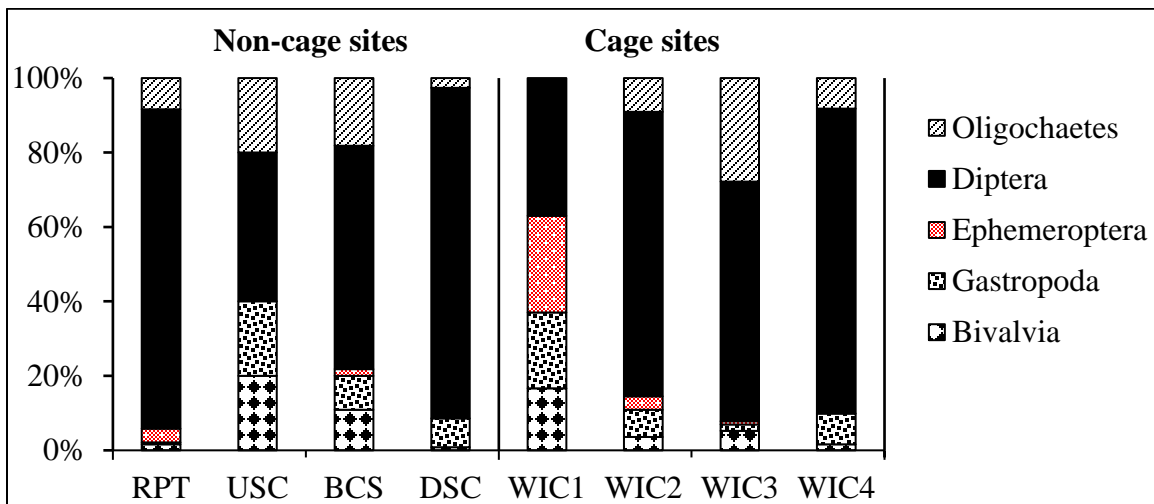 Non-cage sites Cage sites
100%
80%
60%
40%
20%
0%
RPT USC BCS DSC WIC1 WIC2 WIC3 WIC4
Oligochaetes
Diptera
Ephemeroptera
Gastropoda
Bivalvia